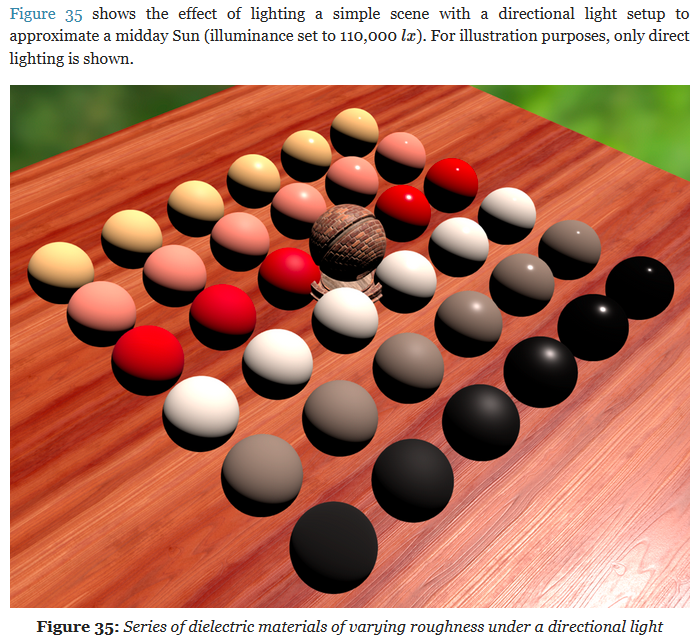 Figure 35 shows the effect of lighting a simple scene with a directional light setup to
approximate a midday Sun (illuminance set to 110,000 lx). For illustration purposes, only direct
lighting is shown.
Figure 35: Series of dielectric materials of varying roughness under a directional light